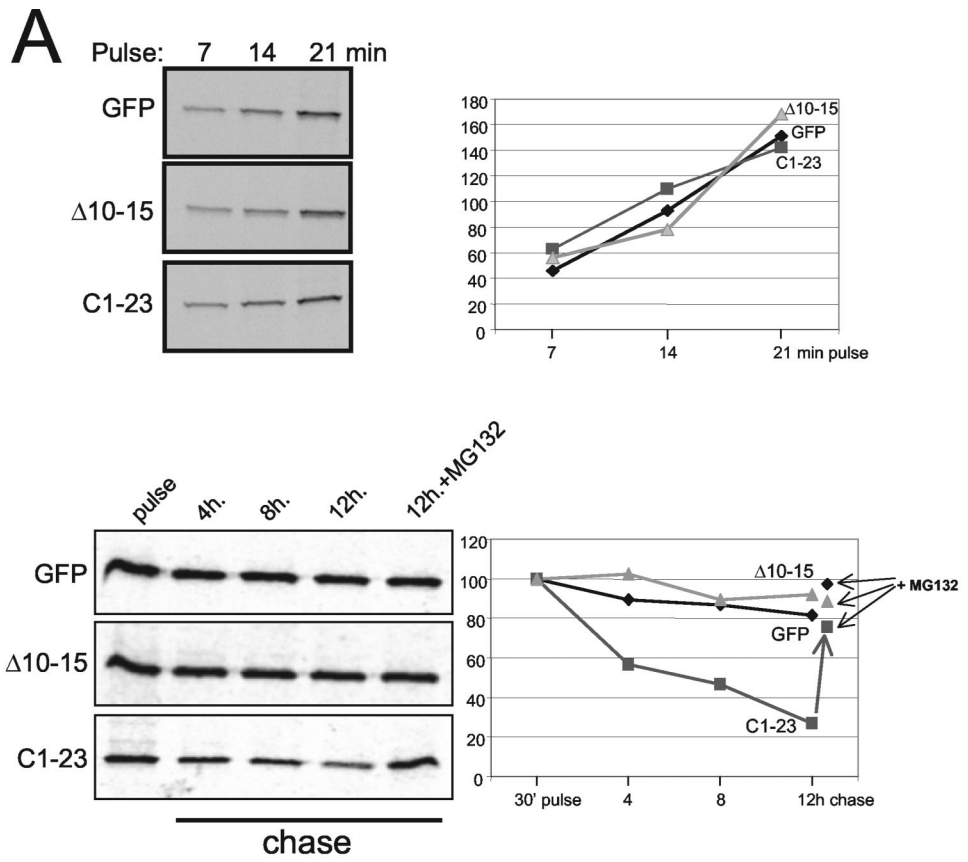 A
Pulse: 7 14 21 min
GFP
Δ10-15
C1-23
180
160
140
120
100
80
60
40
20
0
Δ10-15
GFP
C1-23
7 14 21 min pulse
pulse 4h. 8h. 12h. 12h.+MG132
GFP
Δ10-15
C1-23
chase
120
100
80
60
40
20
0
Δ10-15
+ MG132
GFP
C1-23
30' pulse 4 8 12h chase